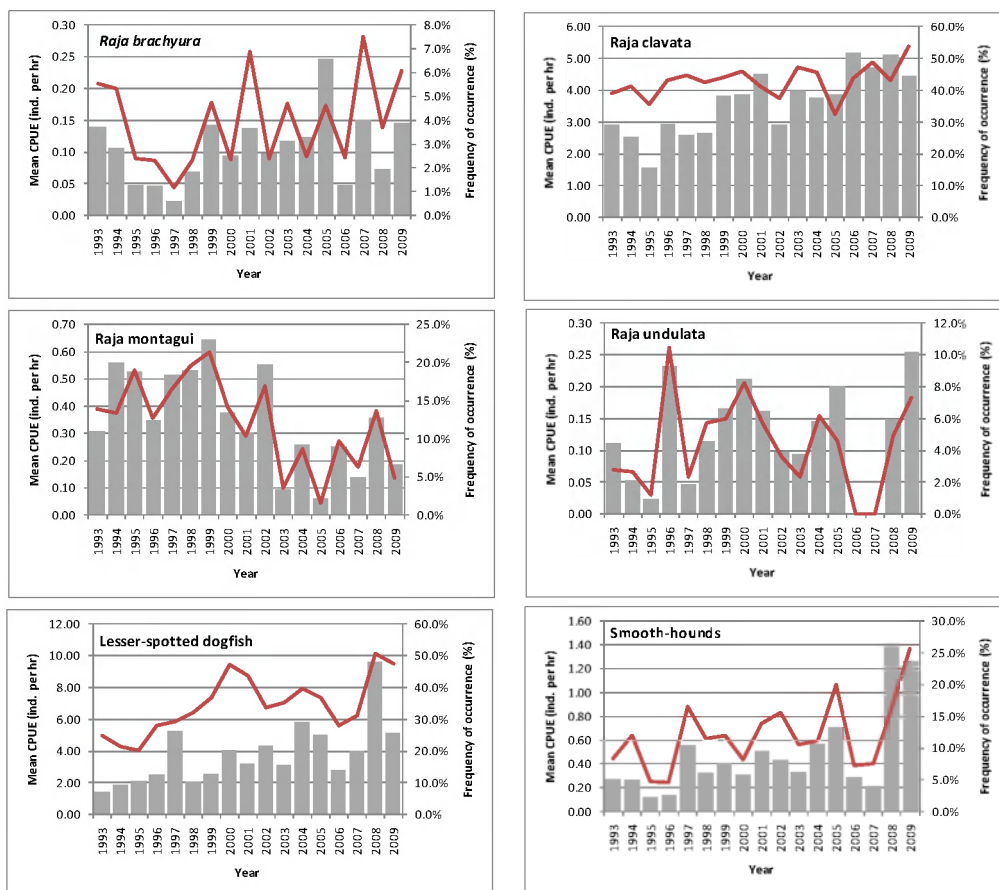 Raja brachyura
Mean CPUE (ind. per hr)
0.30
0.25
0.20
0.15
0.10
0.05
0.00
8.0%
7.0%
6.0%
5.0%
4.0%
3.0%
2.0%
1.0%
0.0%
Frequency of occurrence (%)
1993 1994 1995 1996 1997 1998 1999 2000 2001 2002 2003 2004 2005 2006 2007 2008 2009
Year
Raja clavata
Mean CPUE (ind. per hr)
6.00
5.00
4.00
3.00
2.00
1.00
0.00
60.0%
50.0%
40.0%
30.0%
20.0%
10.0%
0.0%
Frequency of occurrence (%)
1993 1994 1995 1996 1997 1998 1999 2000 2001 2002 2003 2004 2005 2006 2007 2008 2009
Year
Raja montagui
Mean CPUE (ind. per hr)
0.70
0.60
0.50
0.40
0.30
0.20
0.10
0.00
25.0%
20.0%
15.0%
10.0%
5.0%
0.0%
Frequency of occurrence (%)
1993 1994 1995 1996 1997 1998 1999 2000 2001 2002 2003 2004 2005 2006 2007 2008 2009
Year
Raja undulata
Mean CPUE (ind. per hr)
0.30
0.25
0.20
0.15
0.10
0.05
0.00
12.0%
10.0%
8.0%
6.0%
4.0%
2.0%
0.0%
Frequency of occurrence (%)
1993 1994 1995 1996 1997 1998 1999 2000 2001 2002 2003 2004 2005 2006 2007 2008 2009
Year
Lesser-spotted dogfish
Mean CPUE (ind. per hr)
12.00
10.00
8.00
6.00
4.00
2.00
0.00
60.0%
50.0%
40.0%
30.0%
20.0%
10.0%
0.0%
Frequency of occurrence (%)
1993 1994 1995 1996 1997 1998 1999 2000 2001 2002 2003 2004 2005 2006 2007 2008 2009
Year
Smooth-hounds
Mean CPUE (ind. per hr)
1.60
1.40
1.20
1.00
0.80
0.60
0.40
0.20
0.00
30.0%
25.0%
20.0%
15.0%
10.0%
5.0%
0.0%
Frequency of occurrence (%)
1993 1994 1995 1996 1997 1998 1999 2000 2001 2002 2003 2004 2005 2006 2007 2008 2009
Year